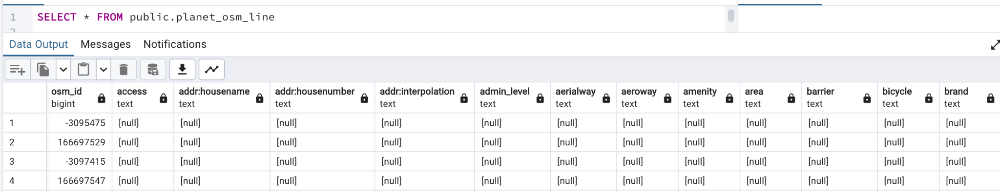 1 SELECT * FROM public.planet_osm_line
2
Data Output Messages Notifications
osm_id access addr:housename addr:housenumber addr:interpolation admin_level aerialway aeroway amenity area barrier bicycle brand
bigint text text text text text text text text text text text text
1 -3095475 [null] [null] [null] [null] [null] [null] [null] [null] [null] [null] [null] [null]
2 166697529 [null] [null] [null] [null] [null] [null] [null] [null] [null] [null] [null] [null]
3 -3097415 [null] [null] [null] [null] [null] [null] [null] [null] [null] [null] [null] [null]
4 166697547 [null] [null] [null] [null] [null] [null] [null] [null] [null] [null] [null] [null]